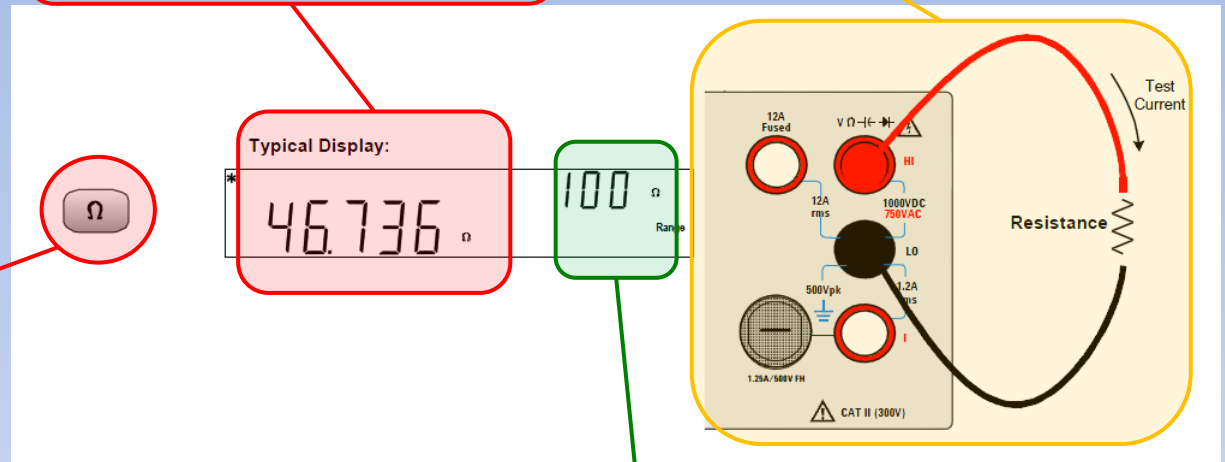 Typical Display:
*
46.736 Ω
100 Ω
Range
Ω
12A
Fused
V Ω
HI
12A
rms
1000VDC
750VAC
LO
500Vpk
1.2A
rms
I
1.25A/500V FH
CAT II (300V)
Test
Current
Resistance